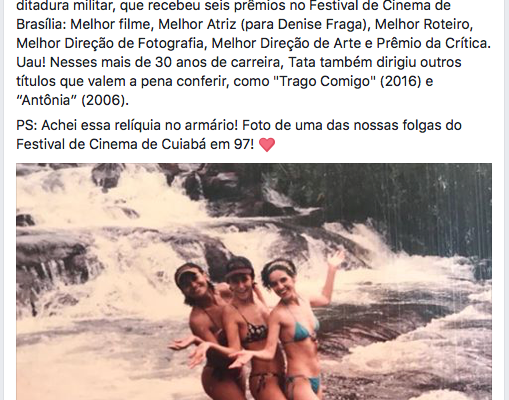 ditadura militar, que recebeu seis prêmios no Festival de Cinema de
Brasília: Melhor filme, Melhor Atriz (para Denise Fraga), Melhor Roteiro,
Melhor Direção de Fotografia, Melhor Direção de Arte e Prêmio da Crítica.
Uau! Nesses mais de 30 anos de carreira, Tata também dirigiu outros
títulos que valem a pena conferir, como "Trago Comigo" (2016) e
“Antônia” (2006).
PS: Achei essa relíquia no armário! Foto de uma das nossas folgas do
Festival de Cinema de Cuiabá em 97! ❤️